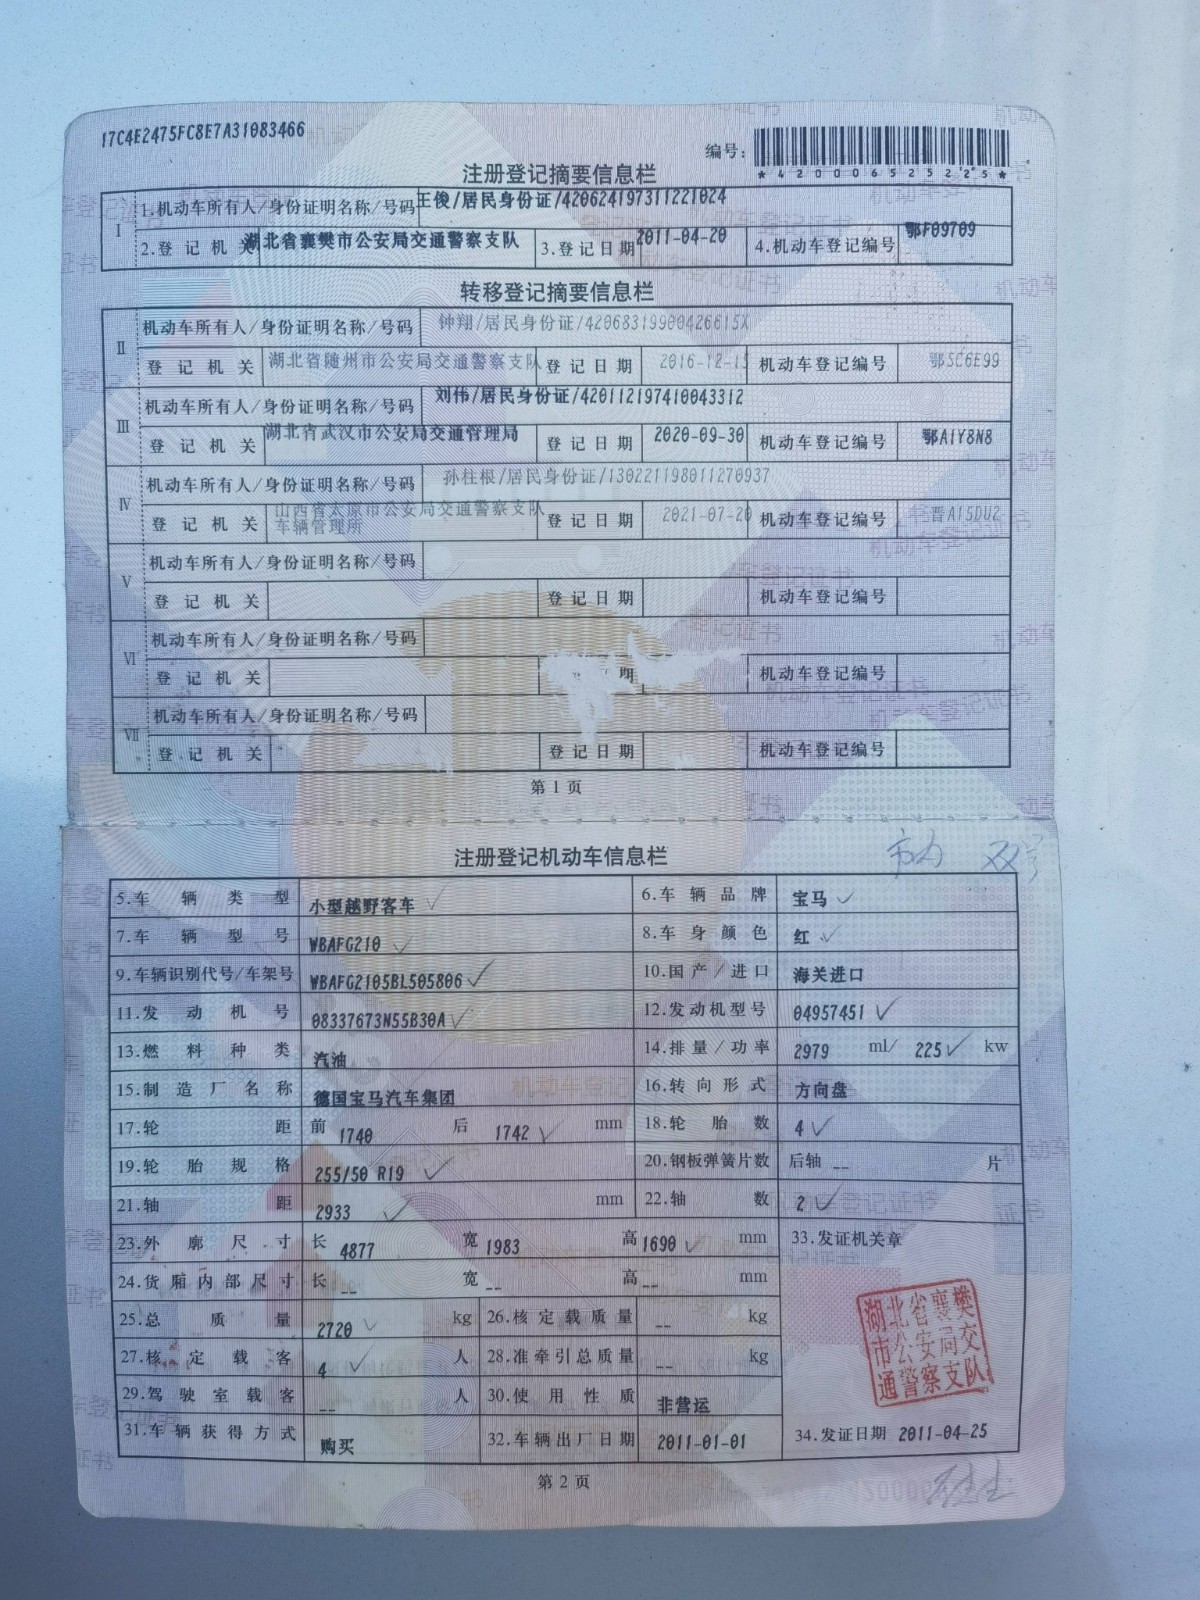 17C4E2475FC8E7A31083466
编号：
*420006525225*
注册登记摘要信息栏
I 1.机动车所有人/身份证明名称/号码 王俊/居民身份证/420624197311221024
2.登记机关 湖北省襄樊市公安局交通警察支队 3.登记日期 2011-04-20 4.机动车登记编号 鄂F09709
转移登记摘要信息栏
II 机动车所有人/身份证明名称/号码 钟翔/居民身份证/42068319900426615X
登记机关 湖北省随州市公安局交通警察支队 登记日期 2016-12-15 机动车登记编号 鄂SC6E99
III 机动车所有人/身份证明名称/号码 刘伟/居民身份证/420112197410043312
登记机关 湖北省武汉市公安局交通管理局 登记日期 2020-09-30 机动车登记编号 鄂A1Y8N8
IV 机动车所有人/身份证明名称/号码 孙柱根/居民身份证/130221198011270937
登记机关 山西省太原市公安局交通警察支队车辆管理所 登记日期 2021-07-20 机动车登记编号 晋A15DU2
V 机动车所有人/身份证明名称/号码
登记机关 登记日期 机动车登记编号
VI 机动车所有人/身份证明名称/号码
登记机关 期 机动车登记编号
VII 机动车所有人/身份证明名称/号码
登记机关 登记日期 机动车登记编号
第 1 页
注册登记机动车信息栏
5.车辆类型 小型越野客车 6.车辆品牌 宝马
7.车辆型号 WBAFG210 8.车身颜色 红
9.车辆识别代号/车架号 WBAFG2105BL505806 10.国产/进口 海关进口
11.发动机号 08337673N55B30A 12.发动机型号 04957451
13.燃料种类 汽油 14.排量/功率 2979 ml/ 225 kw
15.制造厂名称 德国宝马汽车集团 16.转向形式 方向盘
17.轮距 前 1740 后 1742 mm 18.轮胎数 4
19.轮胎规格 255/50 R19 20.钢板弹簧片数 后轴 -- 片
21.轴距 2933 mm 22.轴数 2
23.外廓尺寸 长 4877 宽 1983 高 1690 mm 33.发证机关章
24.货厢内部尺寸 长 -- 宽 -- 高 -- mm
25.总质量 2720 kg 26.核定载质量 -- kg
27.核定载客 4 人 28.准牵引总质量 -- kg
29.驾驶室载客 -- 人 30.使用性质 非营运
31.车辆获得方式 购买 32.车辆出厂日期 2011-01-01 34.发证日期 2011-04-25
湖北省襄樊
市公安局交
通警察支队
第 2 页